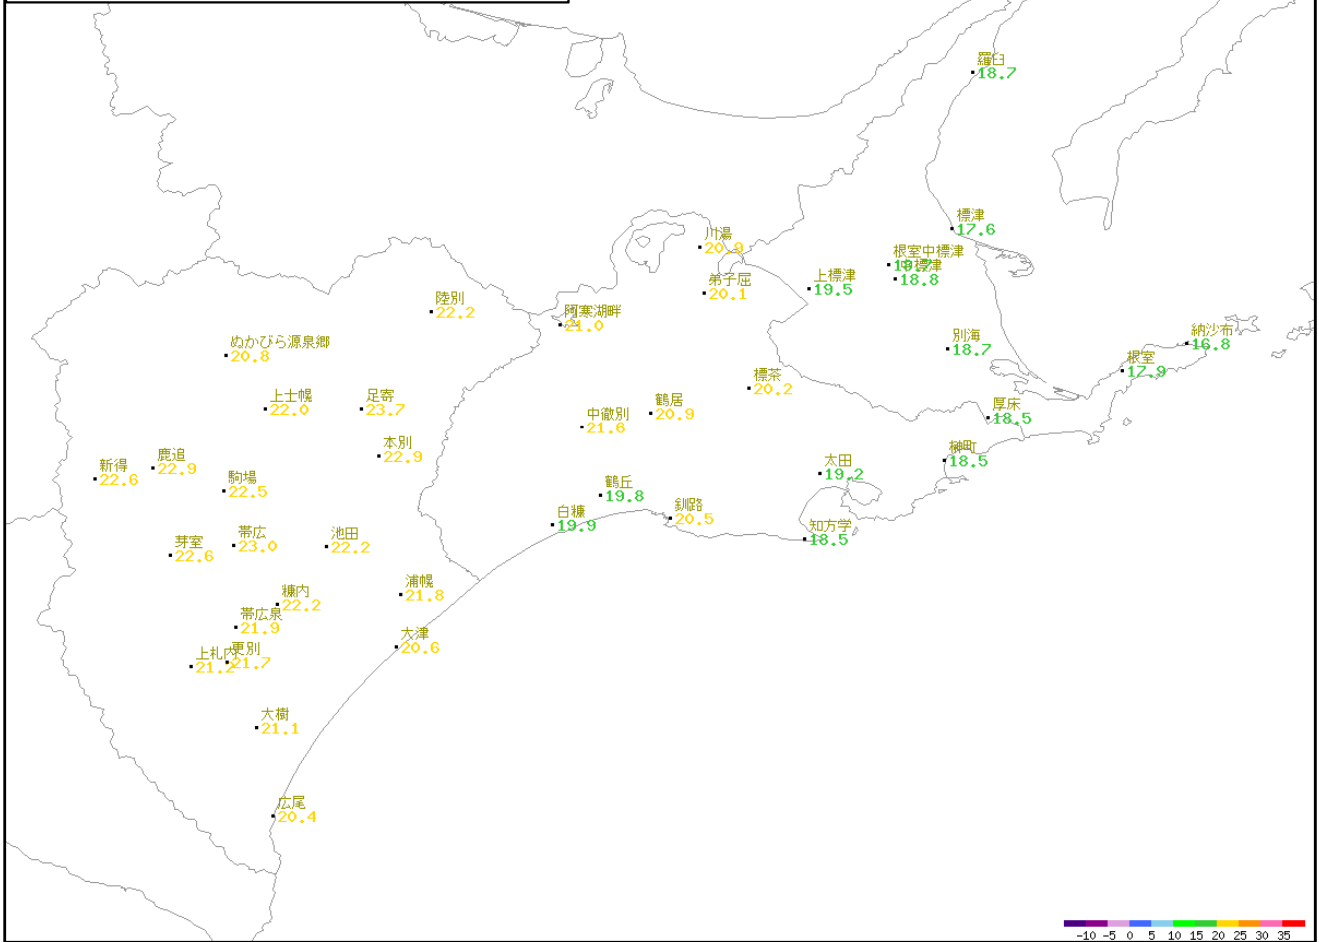 羅臼
18.7
標津
17.6
川湯
20.9
根室中標津
中標津
18.8
弟子屈
20.1
上標津
19.5
陸別
22.2
阿寒湖畔
21.0
ぬかびら源泉郷
20.8
別海
18.7
納沙布
16.8
根室
17.9
標茶
20.2
上士幌
22.0
足寄
23.7
鶴居
20.9
中徹別
21.6
厚床
18.5
本別
22.9
榊町
18.5
鹿追
22.9
新得
22.6
駒場
22.5
太田
19.2
鶴丘
19.8
白糠
19.9
釧路
20.5
知方学
18.5
芽室
22.6
帯広
23.0
池田
22.2
浦幌
21.8
糠内
22.2
帯広泉
21.9
大津
20.6
上札内
21.2
更別
21.7
大樹
21.1
広尾
20.4
-10 -5 0 5 10 15 20 25 30 35